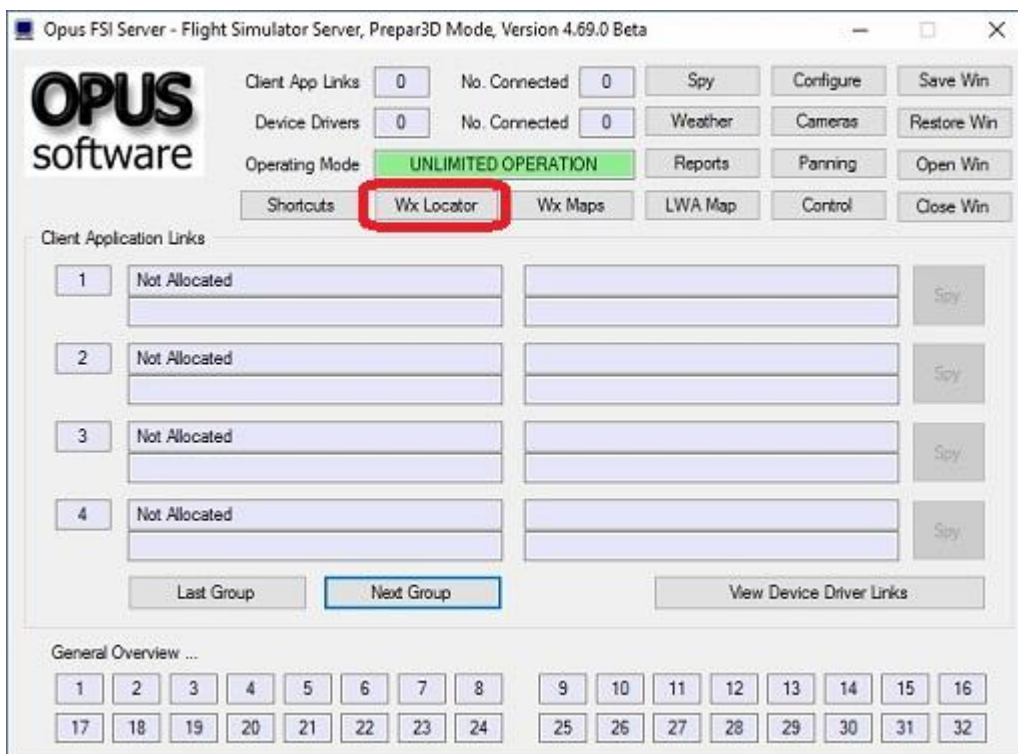 Opus FSI Server - Flight Simulator Server, Prepar3D Mode, Version 4.69.0 Beta
OPUS
software
Client App Links 0 No. Connected 0 Spy Configure Save Win
Device Drivers 0 No. Connected 0 Weather Cameras Restore Win
Operating Mode UNLIMITED OPERATION Reports Panning Open Win
Shortcuts Wx Locator Wx Maps LWA Map Control Close Win
Client Application Links
1 Not Allocated Spy
2 Not Allocated Spy
3 Not Allocated Spy
4 Not Allocated Spy
Last Group Next Group View Device Driver Links
General Overview ...
1 2 3 4 5 6 7 8 9 10 11 12 13 14 15 16
17 18 19 20 21 22 23 24 25 26 27 28 29 30 31 32